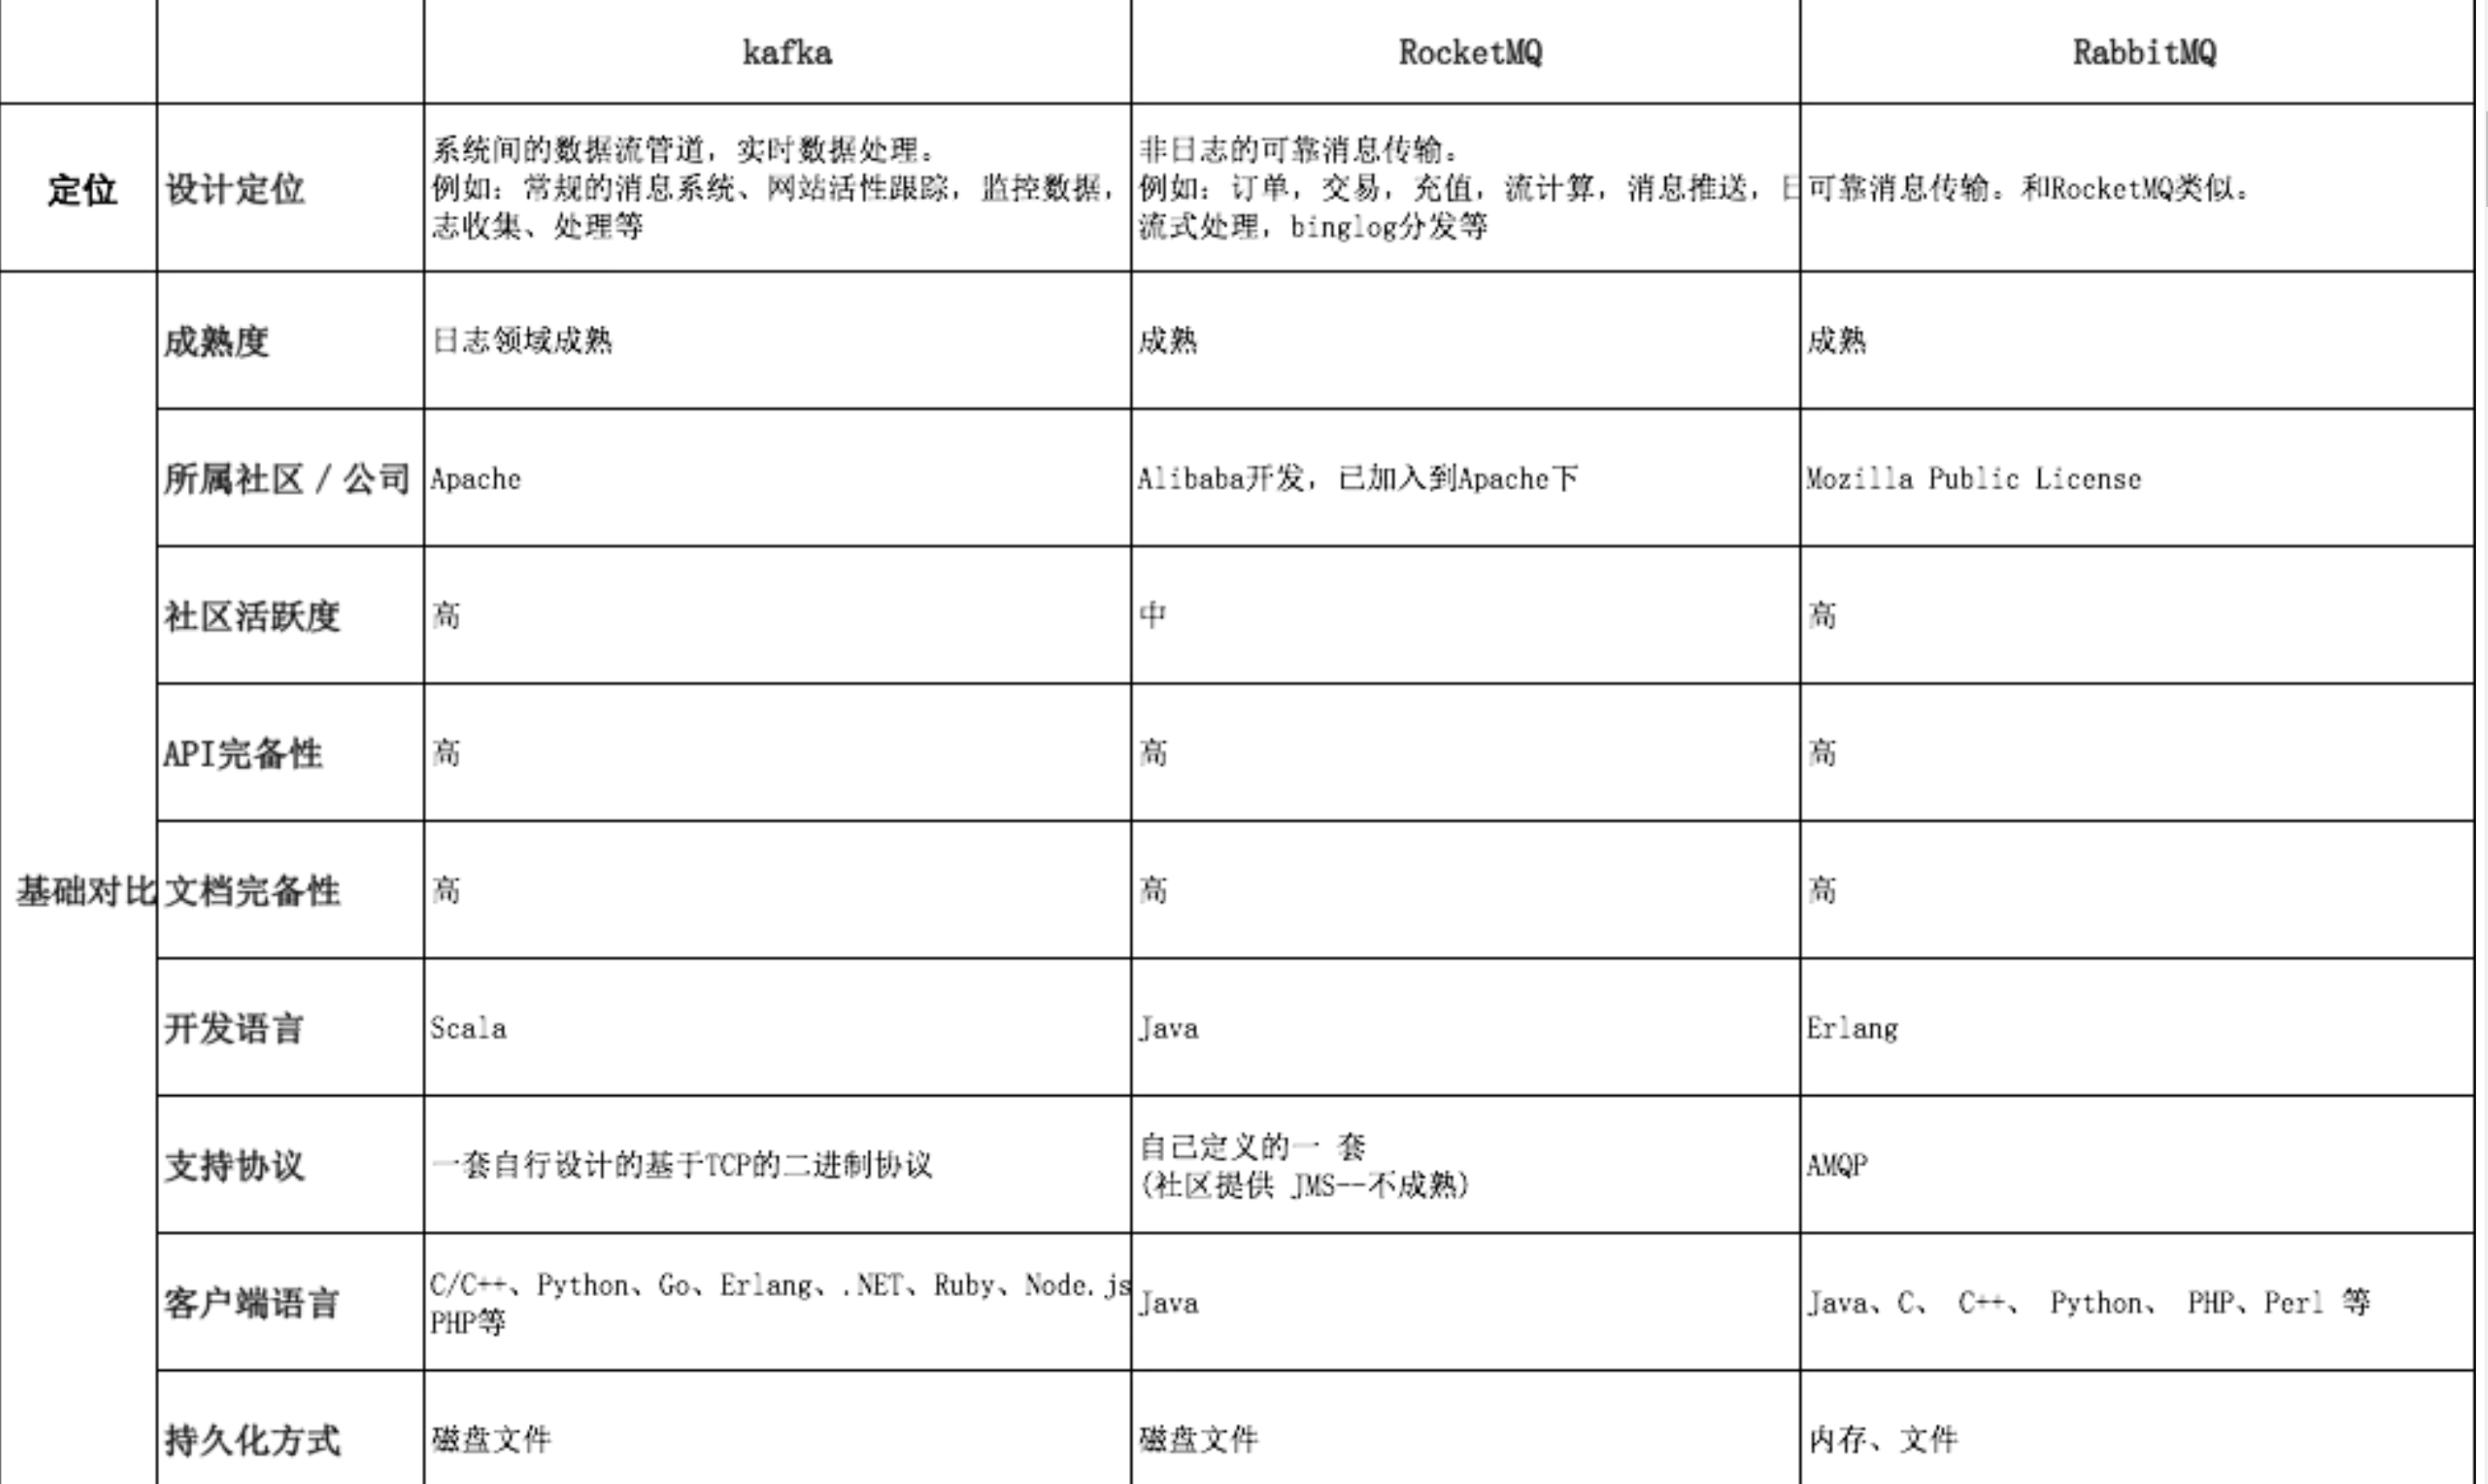 kafka RocketMQ RabbitMQ
定位 设计定位
系统间的数据流管道，实时数据处理。
例如：常规的消息系统、网站活性跟踪，监控数据，
志收集、处理等
非日志的可靠消息传输。
例如：订单，交易，充值，流计算，消息推送，日
流式处理，binglog分发等
可靠消息传输。和RocketMQ类似。
基础对比
成熟度 日志领域成熟 成熟 成熟
所属社区/公司 Apache Alibaba开发，已加入到Apache下 Mozilla Public License
社区活跃度 高 中 高
API完备性 高 高 高
文档完备性 高 高 高
开发语言 Scala Java Erlang
支持协议 一套自行设计的基于TCP的二进制协议
自己定义的一 套
(社区提供 JMS--不成熟)
AMQP
客户端语言
C/C++、Python、Go、Erlang、.NET、Ruby、Node.js
PHP等
Java
Java、C、 C++、 Python、 PHP、Perl 等
持久化方式 磁盘文件 磁盘文件 内存、文件